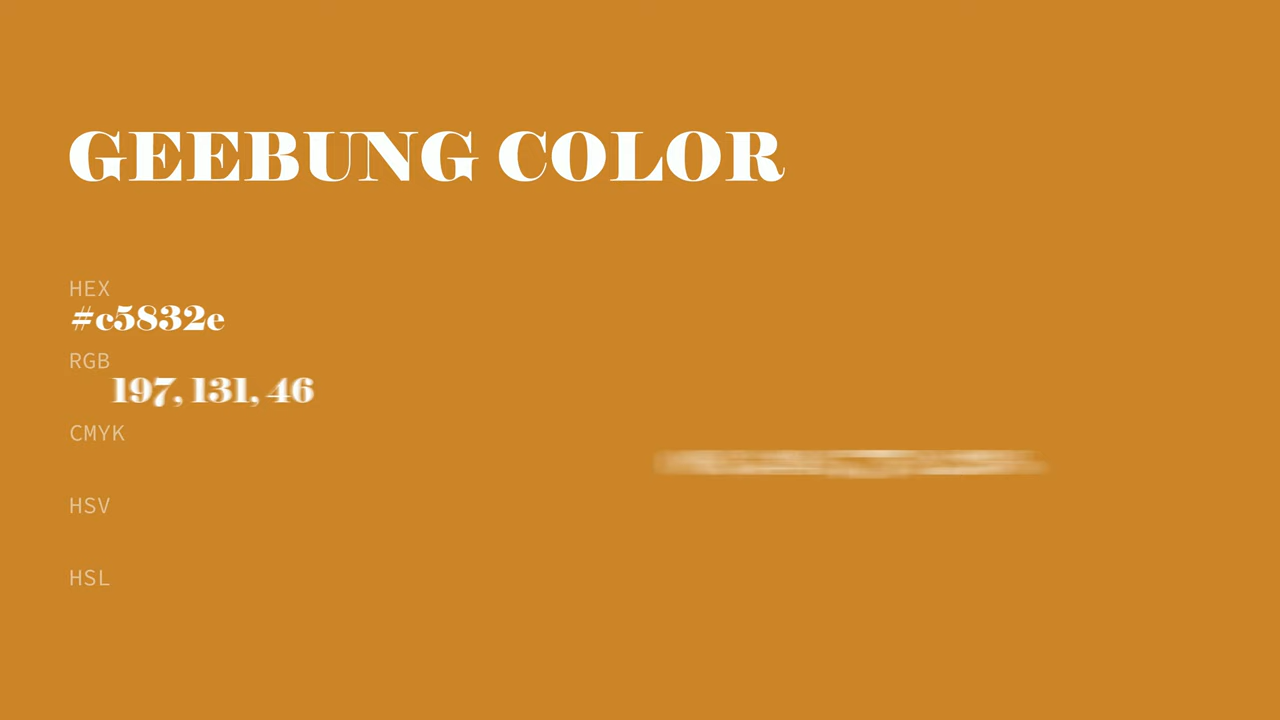 GEEBUNG COLOR
HEX
#c5832e
RGB
197, 131, 46
CMYK
HSV
HSL